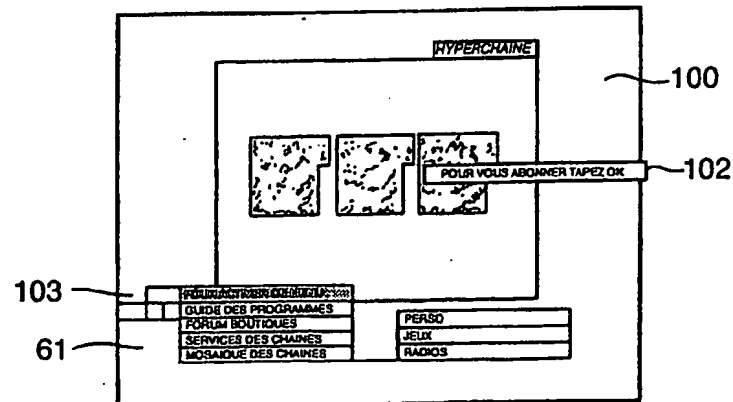 HYPERCHAINE
100
POUR VOUS ABONNER TAPEZ OK
102
103
GUIDE DES PROGRAMMES
FORUM BOUTIQUES
SERVICES DES CHAINES
MOSAIQUE DES CHAINES
PERSO
JEUX
RADIOS
61